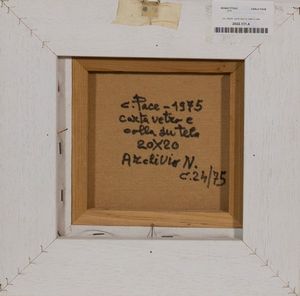 C. Pace - 1975
carta vetro e
colla su tela
20X20
Archivio N.
c. 24/75